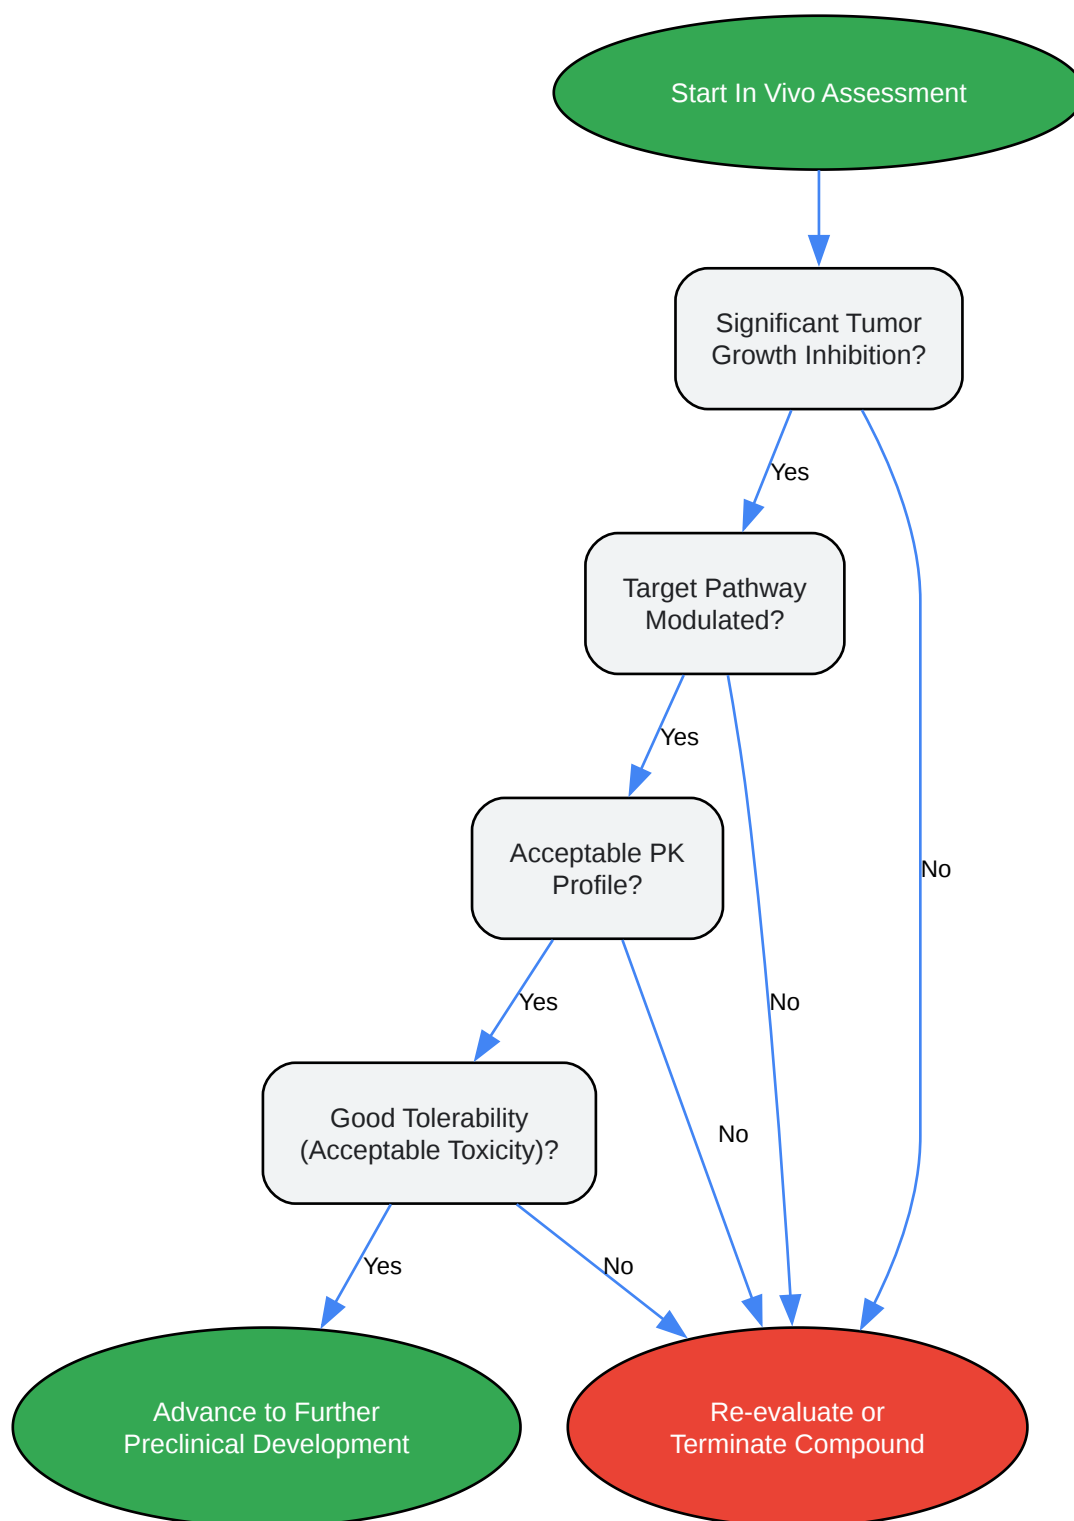 Start In Vivo Assessment
Significant Tumor
Growth Inhibition?
Yes
Target Pathway
Modulated?
Yes
Acceptable PK
Profile?
No
Yes
No
Good Tolerability
(Acceptable Toxicity)?
No
Yes
No
Advance to Further
Preclinical Development
Re-evaluate or
Terminate Compound